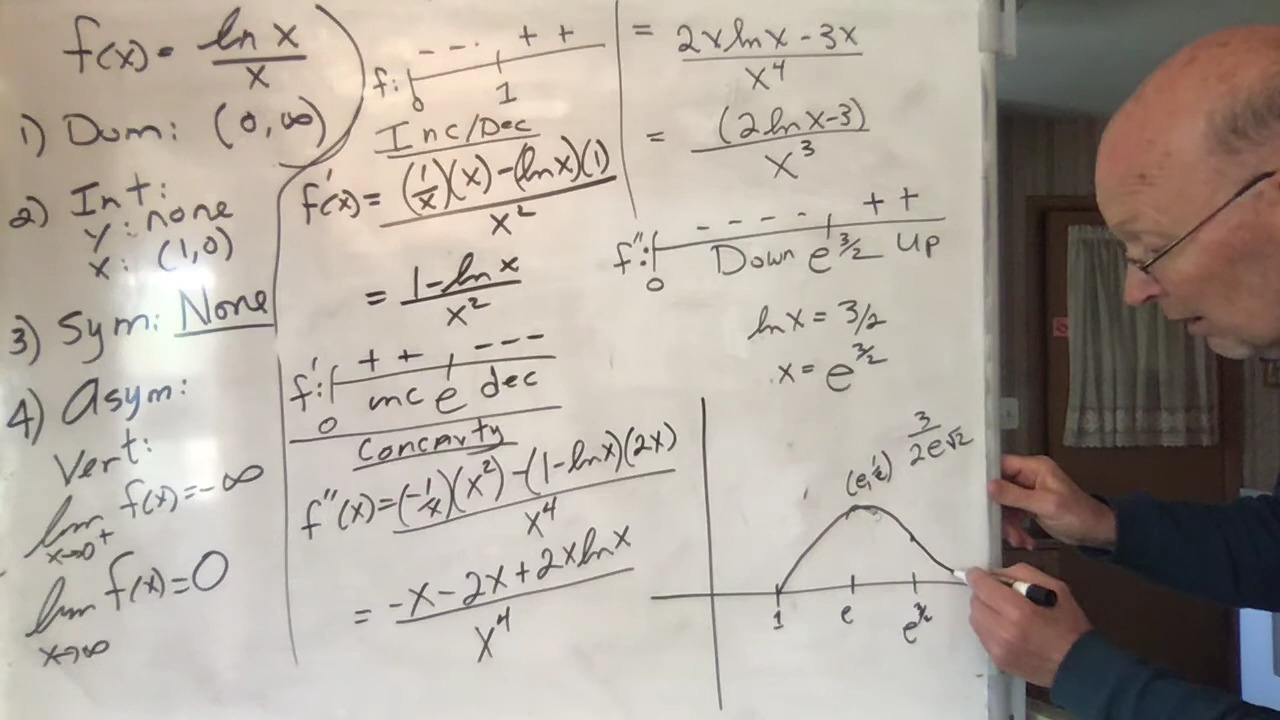 f(x) = ln x / x
1) Dom: (0, ∞)
2) Int:
y: none
x: (1,0)
3) Sym: None
4) Asym:
Vert:
lim x→0⁺ f(x) = -∞
lim x→∞ f(x) = 0
f: - - - + +
0 1
Inc/Dec
f'(x) = ((1/x)(x) - (ln x)(1)) / x²
= (1 - ln x) / x²
f': + + - - -
0 inc e dec
Concavity
f''(x) = ((-1/x)(x²) - (1 - ln x)(2x)) / x⁴
= (-x - 2x + 2x ln x) / x⁴
= (2x ln x - 3x) / x⁴
= (2 ln x - 3) / x³
f'': - - - - + +
0 Down e^(3/2) Up
ln x = 3/2
x = e^(3/2)
(e, 1/e) 3 / (2e√2)
1 e e^(3/2)